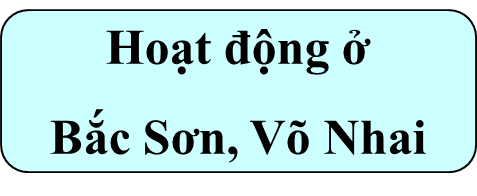 Hoạt động ở
Bắc Sơn, Võ Nhai